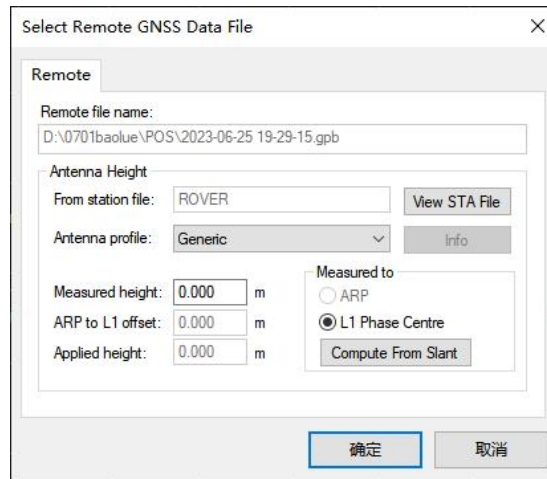 Select Remote GNSS Data File
Remote
Remote file name:
D:\0701baolue\POS\2023-06-25 19-29-15.gpb
Antenna Height
From station file: ROVER View STA File
Antenna profile: Generic Info
Measured to
Measured height: 0.000 m ARP
ARP to L1 offset: 0.000 m L1 Phase Centre
Applied height: 0.000 m Compute From Slant
确定 取消